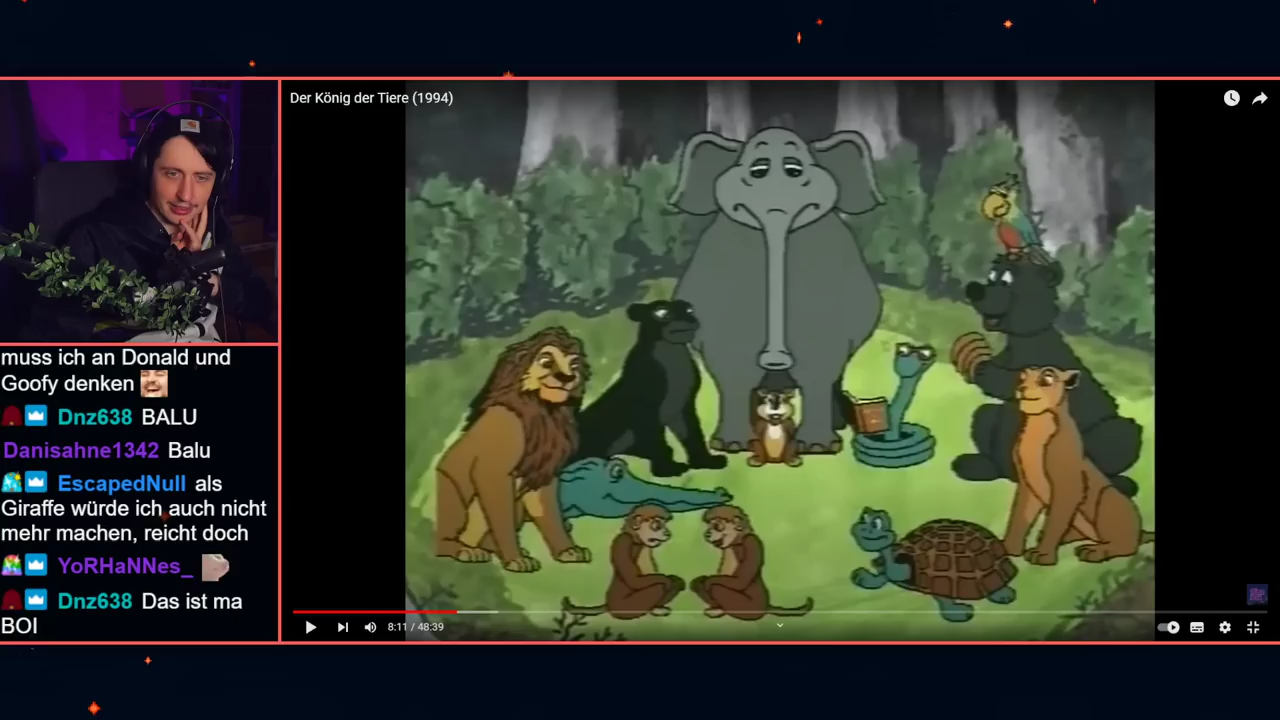 Der König der Tiere (1994)
muss ich an Donald und
Goofy denken
Dnz638 BALU
Danisahne1342 Balu
EscapedNull als
Giraffe würde ich auch nicht
mehr machen, reicht doch
YoRHaNNes_
Dnz638 Das ist ma
BOI
8:11 / 48:39